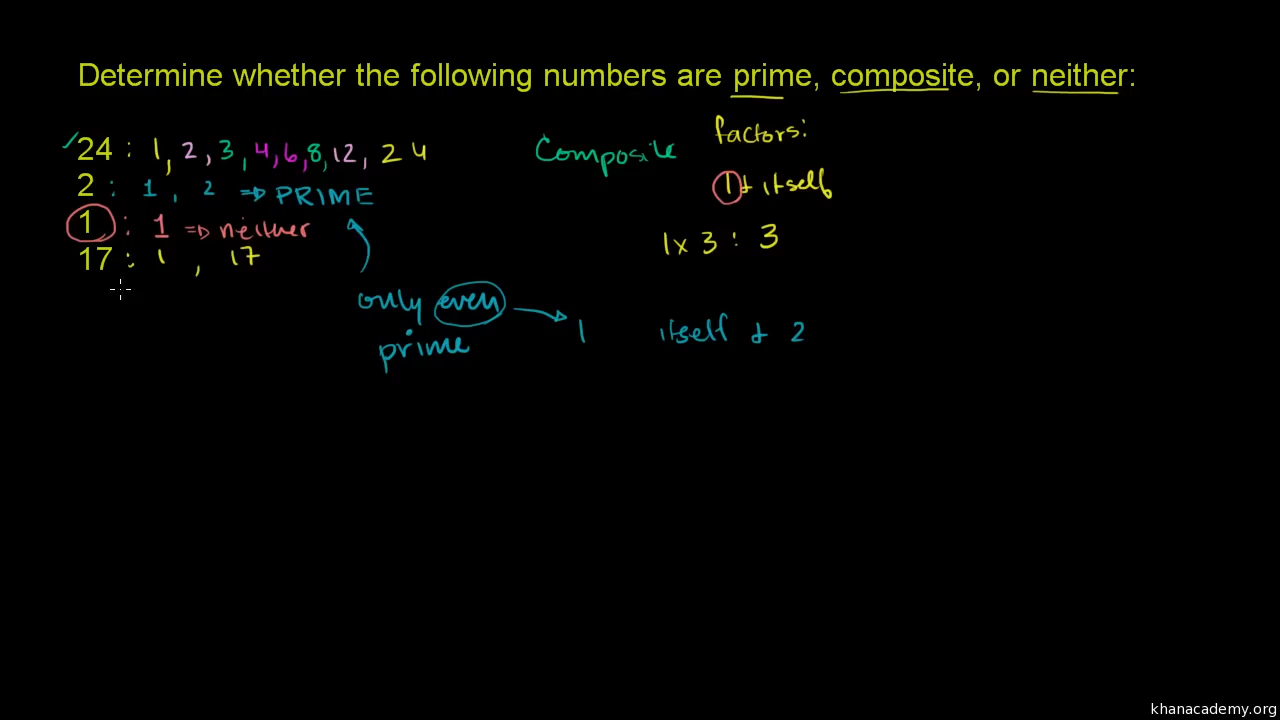 Determine whether the following numbers are prime, composite, or neither:
factors:
24 : 1, 2, 3, 4, 6, 8, 12, 24 Composite
2 : 1, 2 ⇒ PRIME 1 + itself
1 : 1 ⇒ neither 1 x 3 : 3
17 : 1, 17
only even → 1 itself + 2
prime
khanacademy.org